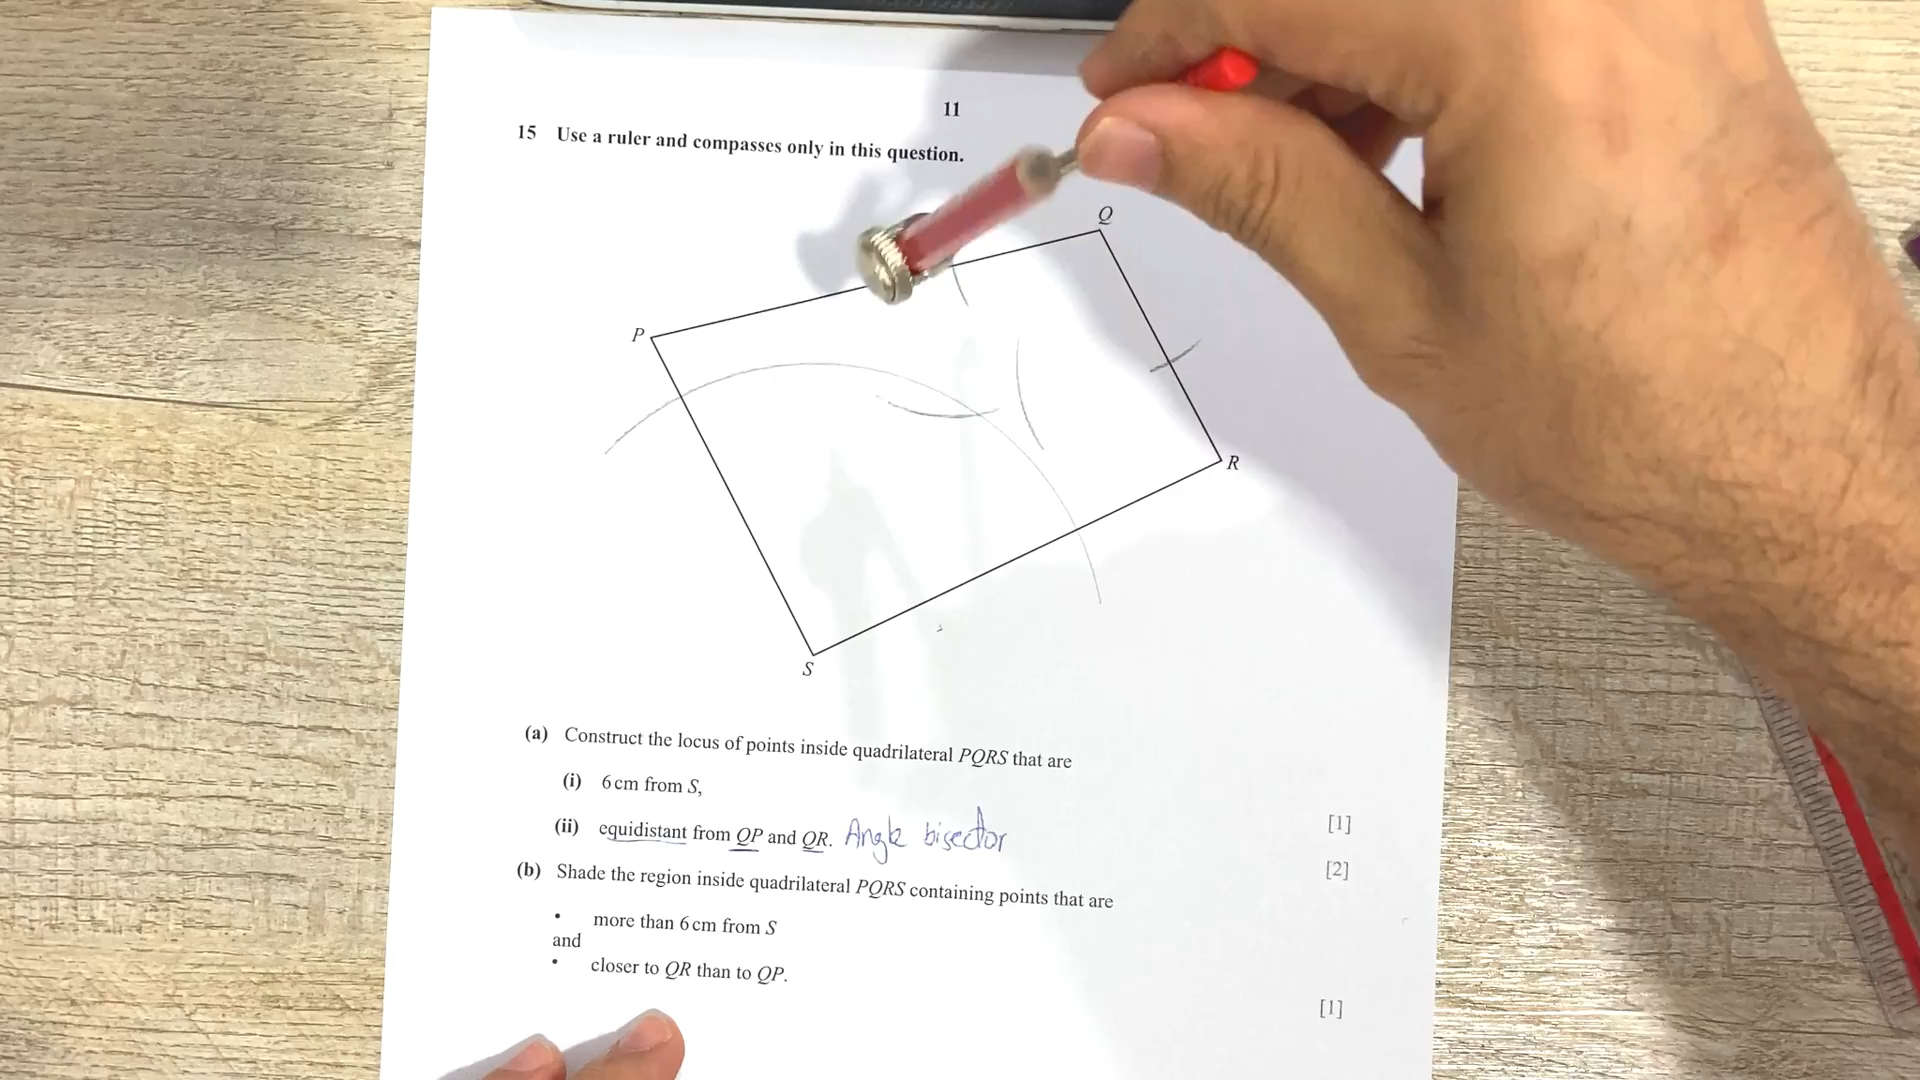 11
15 Use a ruler and compasses only in this question.
Q
P
R
S
(a) Construct the locus of points inside quadrilateral PQRS that are
(i) 6 cm from S,
[1]
(ii) equidistant from QP and QR. Angle bisector
[2]
(b) Shade the region inside quadrilateral PQRS containing points that are
• more than 6 cm from S
and
• closer to QR than to QP.
[1]